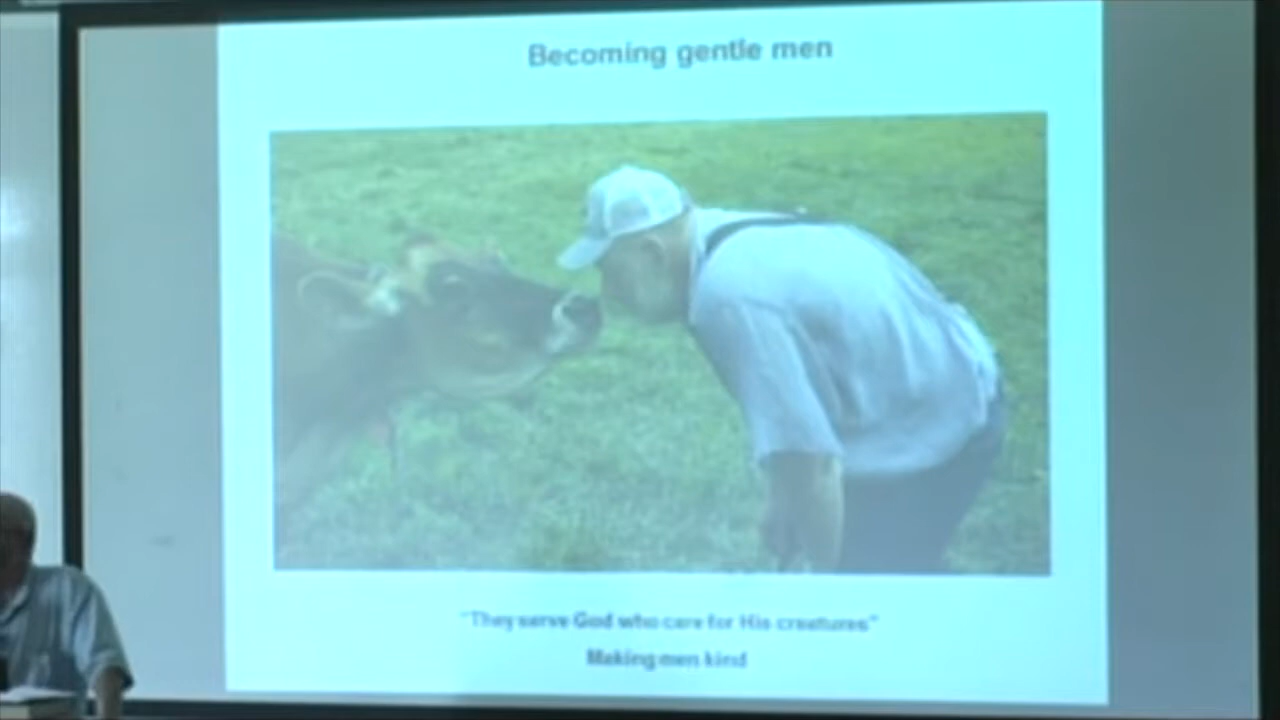 Becoming gentle men
"They serve God who care for His creatures"
Making men kind